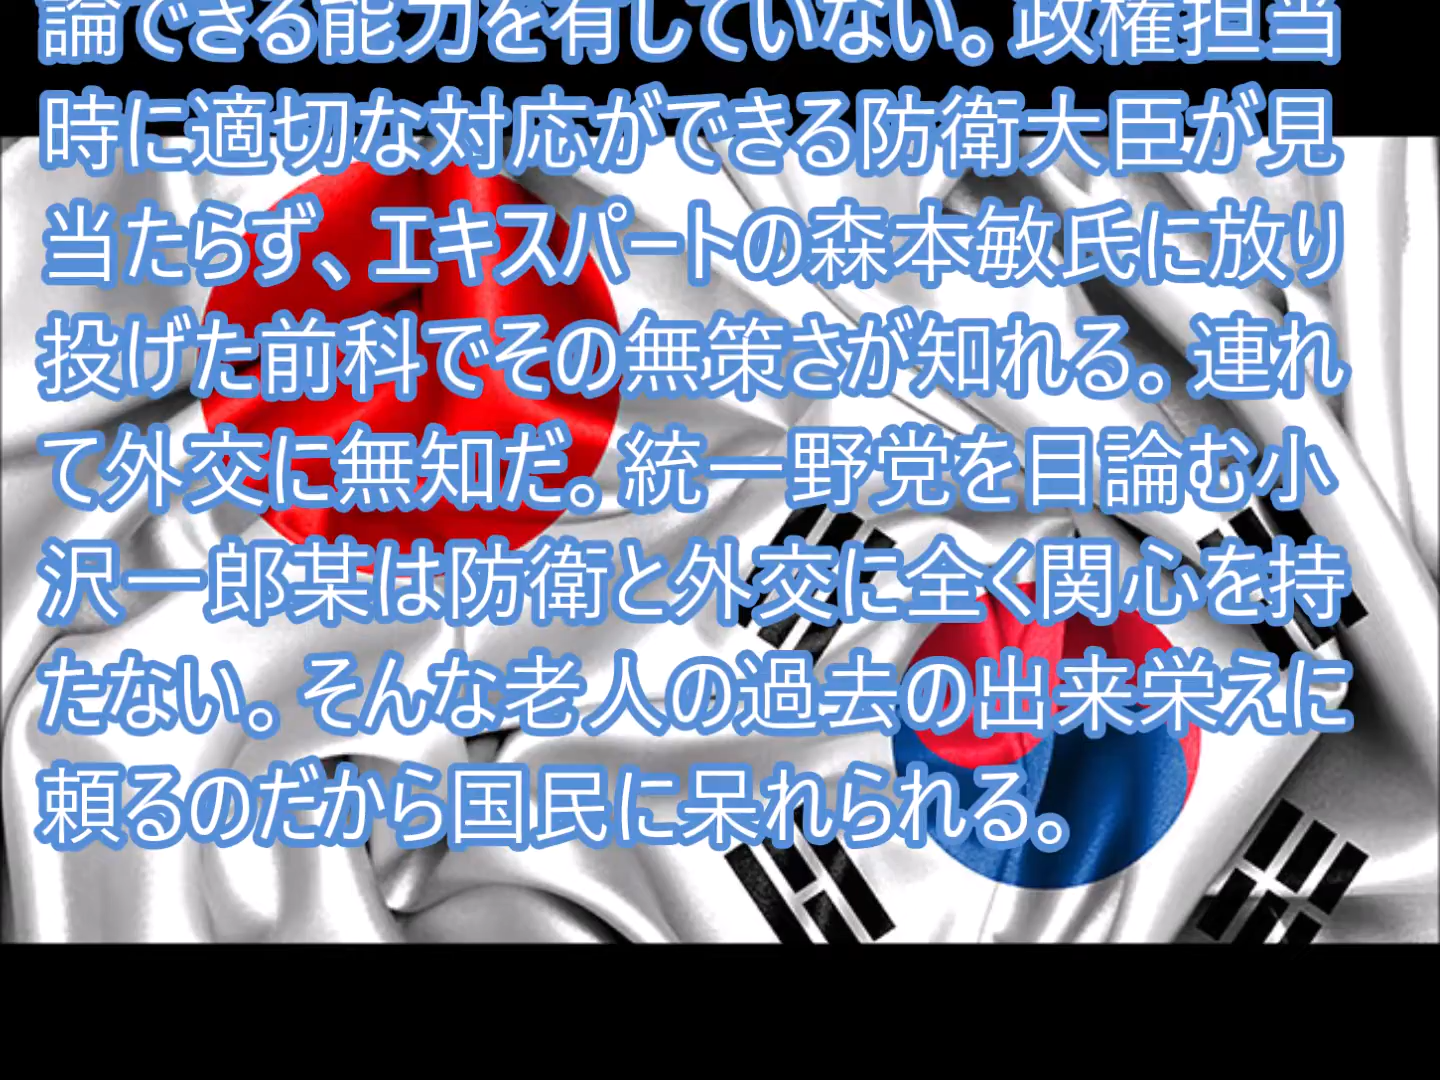 論できる能力を有していない。政権担当
時に適切な対応ができる防衛大臣が見
当たらず、エキスパートの森本敏氏に放り
投げた前科でその無策さが知れる。連れ
て外交に無知だ。統一野党を目論む小
沢一郎某は防衛と外交に全く関心を持
たない。そんな老人の過去の出来栄えに
頼るのだから国民に呆れられる。